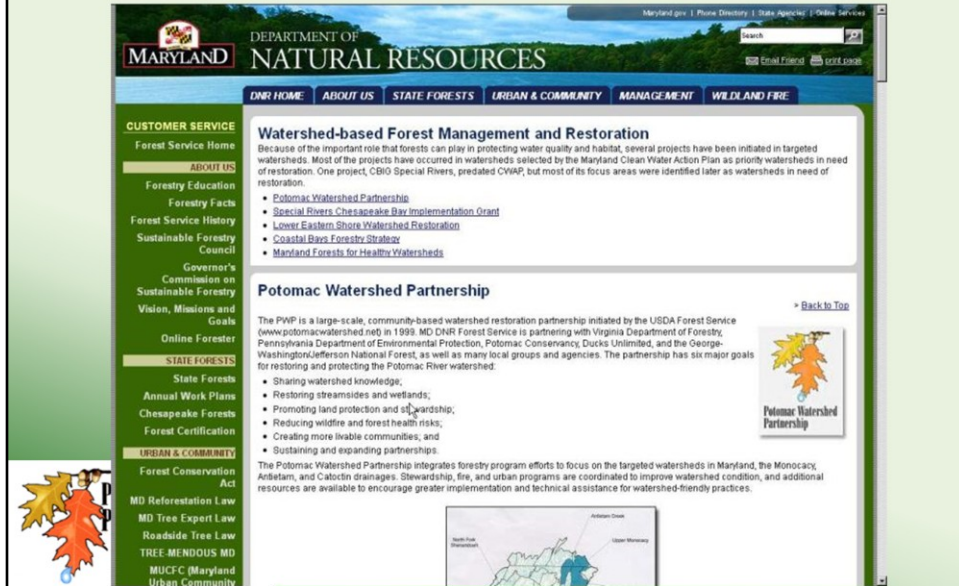 Maryland.gov | Phone Directory | State Agencies | Online Services
MARYLAND
DEPARTMENT OF
NATURAL RESOURCES
Search
Email Friend print page
DNR HOME ABOUT US STATE FORESTS URBAN & COMMUNITY MANAGEMENT WILDLAND FIRE
CUSTOMER SERVICE
Forest Service Home
ABOUT US
Forestry Education
Forestry Facts
Forest Service History
Sustainable Forestry
Council
Governor's
Commission on
Sustainable Forestry
Vision, Missions and
Goals
Online Forester
STATE FORESTS
State Forests
Annual Work Plans
Chesapeake Forests
Forest Certification
URBAN & COMMUNITY
Forest Conservation
Act
MD Reforestation Law
MD Tree Expert Law
Roadside Tree Law
TREE-MENDOUS MD
MUCFC (Maryland
Urban Community
Watershed-based Forest Management and Restoration
Because of the important role that forests can play in protecting water quality and habitat, several projects have been initiated in targeted
watersheds. Most of the projects have occurred in watersheds selected by the Maryland Clean Water Action Plan as priority watersheds in need
of restoration. One project, CBIG Special Rivers, predated CWAP, but most of its focus areas were identified later as watersheds in need of
restoration.
• Potomac Watershed Partnership
• Special Rivers Chesapeake Bay Implementation Grant
• Lower Eastern Shore Watershed Restoration
• Coastal Bays Forestry Strategy
• Maryland Forests for Healthy Watersheds
Potomac Watershed Partnership
> Back to Top
The PWP is a large-scale, community-based watershed restoration partnership initiated by the USDA Forest Service
(www.potomacwatershed.net) in 1999. MD DNR Forest Service is partnering with Virginia Department of Forestry,
Pennsylvania Department of Environmental Protection, Potomac Conservancy, Ducks Unlimited, and the George-
Washington/Jefferson National Forest, as well as many local groups and agencies. The partnership has six major goals
for restoring and protecting the Potomac River watershed:
• Sharing watershed knowledge;
• Restoring streamsides and wetlands;
• Promoting land protection and stewardship;
• Reducing wildfire and forest health risks;
• Creating more livable communities; and
• Sustaining and expanding partnerships.
Potomac Watershed
Partnership
The Potomac Watershed Partnership integrates forestry program efforts to focus on the targeted watersheds in Maryland, the Monocacy,
Antietam, and Catoctin drainages. Stewardship, fire, and urban programs are coordinated to improve watershed condition, and additional
resources are available to encourage greater implementation and technical assistance for watershed-friendly practices.
Antietam Creek
North Fork
Shenandoah
Upper Monocacy
P
P